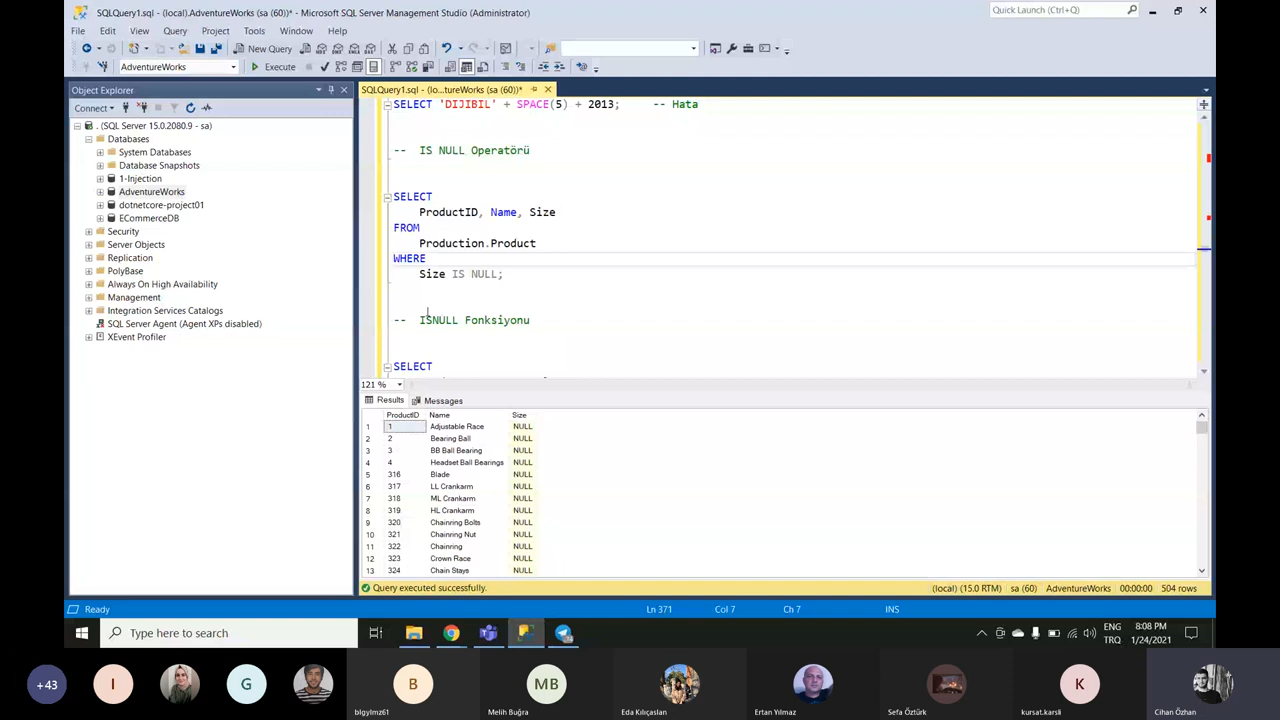 SQLQuery1.sql - (local).AdventureWorks (sa (60))* - Microsoft SQL Server Management Studio (Administrator)
Quick Launch (Ctrl+Q)
File Edit View Query Project Tools Window Help
New Query
AdventureWorks
Execute
Object Explorer
SQLQuery1.sql - (lo...tureWorks (sa (60))*
Connect
. (SQL Server 15.0.2080.9 - sa)
Databases
System Databases
Database Snapshots
1-Injection
AdventureWorks
dotnetcore-project01
ECommerceDB
Security
Server Objects
Replication
PolyBase
Always On High Availability
Management
Integration Services Catalogs
SQL Server Agent (Agent XPs disabled)
XEvent Profiler
SELECT 'DIJIBIL' + SPACE(5) + 2013; -- Hata
-- IS NULL Operatörü
SELECT
ProductID, Name, Size
FROM
Production.Product
WHERE
Size IS NULL;
-- ISNULL Fonksiyonu
SELECT
121 %
Results Messages
ProductID Name Size
1 1 Adjustable Race NULL
2 2 Bearing Ball NULL
3 3 BB Ball Bearing NULL
4 4 Headset Ball Bearings NULL
5 316 Blade NULL
6 317 LL Crankarm NULL
7 318 ML Crankarm NULL
8 319 HL Crankarm NULL
9 320 Chainring Bolts NULL
10 321 Chainring Nut NULL
11 322 Chainring NULL
12 323 Crown Race NULL
13 324 Chain Stays NULL
Query executed successfully.
(local) (15.0 RTM) sa (60) AdventureWorks 00:00:00 504 rows
Ready
Ln 371 Col 7 Ch 7 INS
Type here to search
ENG
TRQ
8:08 PM
1/24/2021
+43
I
G
B
MB
K
blgylmz61
Melih Buğra
Eda Kılıçaslan
Ertan Yılmaz
Sefa Öztürk
kursat.karsli
Cihan Özhan